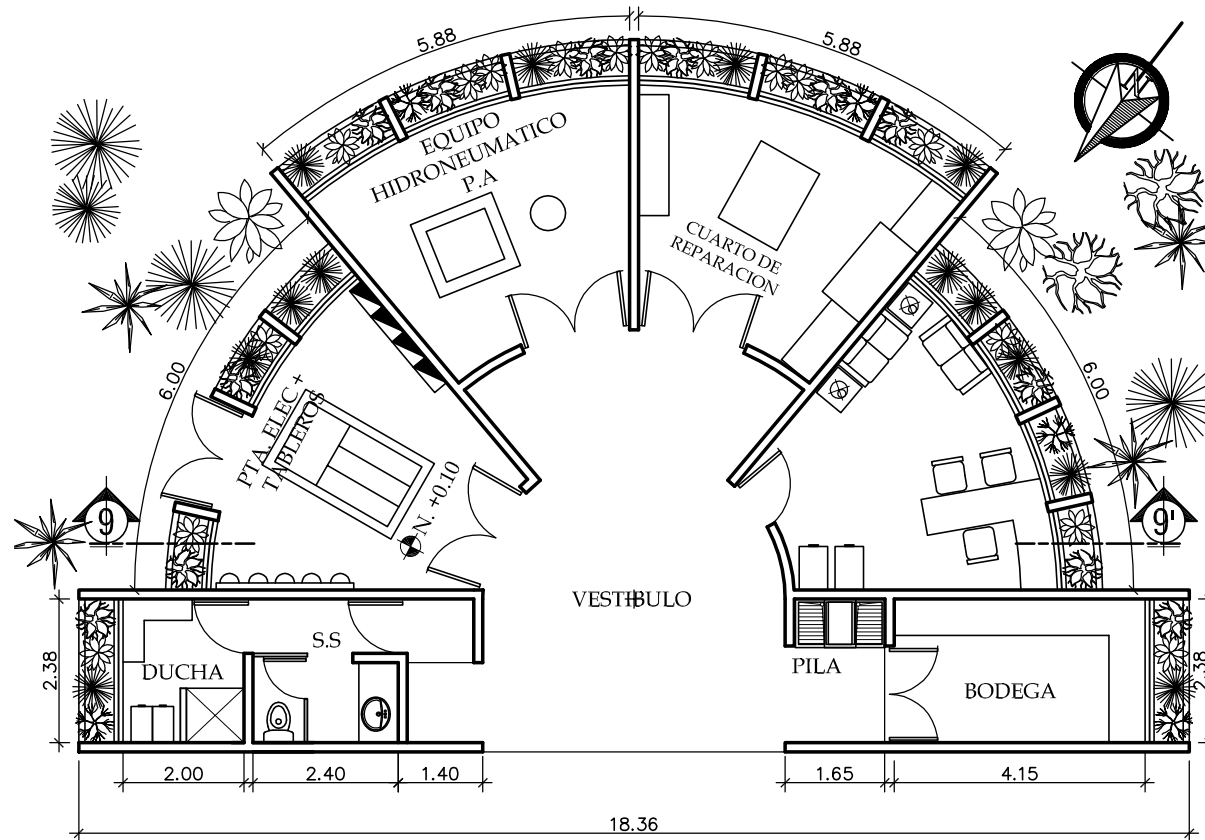 5.88
5.88
EQUIPO
HIDRONEUMATICO
P.A
CUARTO DE
REPARACION
6.00
6.00
PTA. ELEC +
TABLEROS
N. +0.10
9
9'
VESTIBULO
S.S
DUCHA
PILA
BODEGA
2.38
2.38
2.00
2.40
1.40
1.65
4.15
18.36